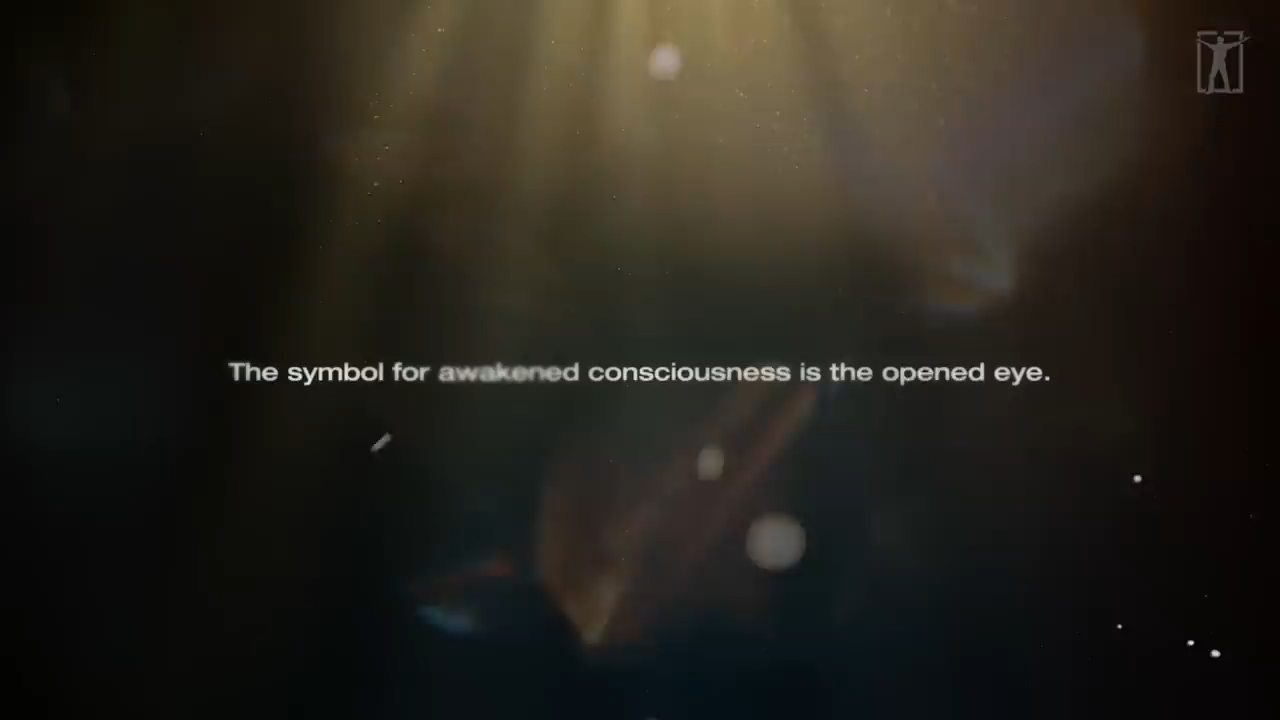 The symbol for awakened consciousness is the opened eye.